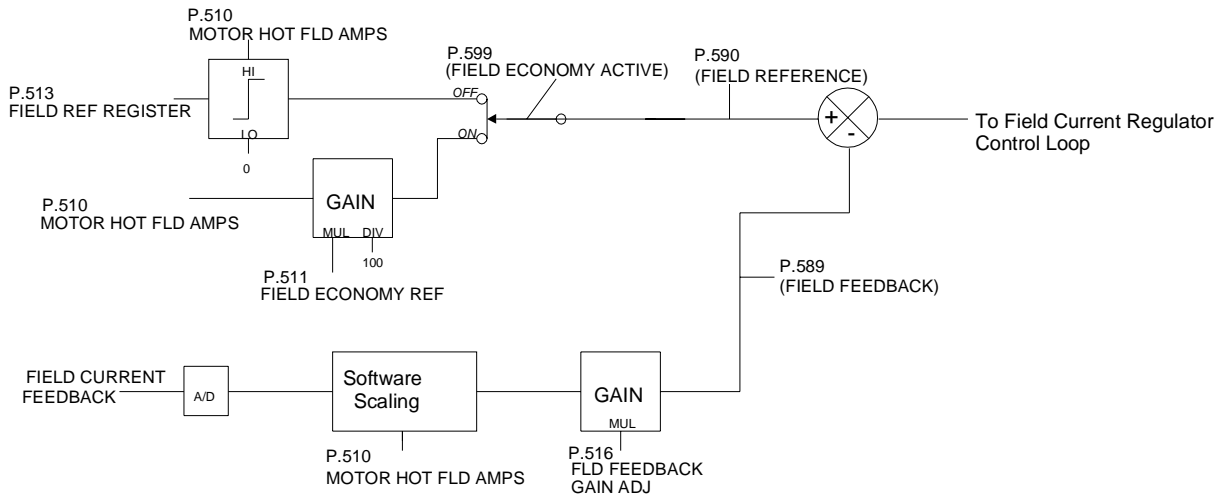 P.510
MOTOR HOT FLD AMPS
HI
P.513
FIELD REF REGISTER
LO
0
P.599
(FIELD ECONOMY ACTIVE)
OFF
ON
P.590
(FIELD REFERENCE)
+
-
To Field Current Regulator
Control Loop
P.510
MOTOR HOT FLD AMPS
GAIN
MUL DIV
100
P.511
FIELD ECONOMY REF
P.589
(FIELD FEEDBACK)
FIELD CURRENT
FEEDBACK
A/D
Software
Scaling
P.510
MOTOR HOT FLD AMPS
GAIN
MUL
P.516
FLD FEEDBACK
GAIN ADJ